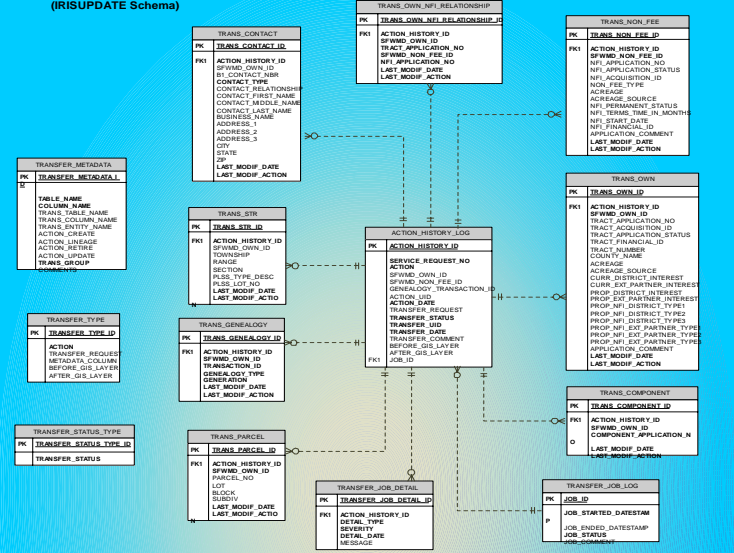 (IRISUPDATE Schema)
TRANS_CONTACT
PK TRANS_CONTACT_ID
FK1 ACTION_HISTORY_ID
SFWMD_OWN_ID
B1_CONTACT_NBR
CONTACT_TYPE
CONTACT_RELATIONSHIP
CONTACT_FIRST_NAME
CONTACT_MIDDLE_NAME
CONTACT_LAST_NAME
BUSINESS_NAME
ADDRESS_1
ADDRESS_2
ADDRESS_3
CITY
STATE
ZIP
LAST_MODIF_DATE
LAST_MODIF_ACTION
TRANS_OWN_NFI_RELATIONSHIP
PK TRANS_OWN_NFI_RELATIONSHIP_ID
FK1 ACTION_HISTORY_ID
SFWMD_OWN_ID
TRACT_APPLICATION_NO
SFWMD_NON_FEE_ID
NFI_APPLICATION_NO
LAST_MODIF_DATE
LAST_MODIF_ACTION
TRANS_NON_FEE
PK TRANS_NON_FEE_ID
FK1 ACTION_HISTORY_ID
SFWMD_NON_FEE_ID
NFI_APPLICATION_NO
NFI_APPLICATION_STATUS
NFI_ACQUISITION_ID
NON_FEE_TYPE
ACREAGE
ACREAGE_SOURCE
NFI_PERMANENT_STATUS
NFI_TERMS_TIME_IN_MONTHS
NFI_START_DATE
NFI_FINANCIAL_ID
APPLICATION_COMMENT
LAST_MODIF_DATE
LAST_MODIF_ACTION
TRANSFER_METADATA
PK TRANSFER_METADATA_I
D
TABLE_NAME
COLUMN_NAME
TRANS_TABLE_NAME
TRANS_COLUMN_NAME
TRANS_ENTITY_NAME
ACTION_CREATE
ACTION_LINEAGE
ACTION_RETIRE
ACTION_UPDATE
TRANS_GROUP
COMMENTS
TRANS_STR
PK TRANS_STR_ID
FK1 ACTION_HISTORY_ID
SFWMD_OWN_ID
TOWNSHIP
RANGE
SECTION
PLSS_TYPE_DESC
PLSS_LOT_NO
LAST_MODIF_DATE
LAST_MODIF_ACTIO
N
ACTION_HISTORY_LOG
PK ACTION_HISTORY_ID
SERVICE_REQUEST_NO
ACTION
SFWMD_OWN_ID
SFWMD_NON_FEE_ID
GENEALOGY_TRANSACTION_ID
ACTION_UID
ACTION_DATE
TRANSFER_REQUEST
TRANSFER_STATUS
TRANSFER_UID
TRANSFER_DATE
TRANSFER_COMMENT
BEFORE_GIS_LAYER
AFTER_GIS_LAYER
FK1 JOB_ID
TRANS_OWN
PK TRANS_OWN_ID
FK1 ACTION_HISTORY_ID
SFWMD_OWN_ID
TRACT_APPLICATION_NO
TRACT_ACQUISITION_ID
TRACT_APPLICATION_STATUS
TRACT_FINANCIAL_ID
TRACT_NUMBER
COUNTY_NAME
ACREAGE
ACREAGE_SOURCE
CURR_DISTRICT_INTEREST
CURR_EXT_PARTNER_INTEREST
PROP_DISTRICT_INTEREST
PROP_EXT_PARTNER_INTEREST
PROP_NFI_DISTRICT_TYPE1
PROP_NFI_DISTRICT_TYPE2
PROP_NFI_DISTRICT_TYPE3
PROP_NFI_EXT_PARTNER_TYPE1
PROP_NFI_EXT_PARTNER_TYPE2
PROP_NFI_EXT_PARTNER_TYPE3
APPLICATION_COMMENT
LAST_MODIF_DATE
LAST_MODIF_ACTION
TRANSFER_TYPE
PK TRANSFER_TYPE_ID
ACTION
TRANSFER_REQUEST
METADATA_COLUMN
BEFORE_GIS_LAYER
AFTER_GIS_LAYER
TRANS_GENEALOGY
PK TRANS_GENEALOGY_ID
FK1 ACTION_HISTORY_ID
SFWMD_OWN_ID
TRANSACTION_ID
GENEALOGY_TYPE
GENERATION
LAST_MODIF_DATE
LAST_MODIF_ACTION
TRANSFER_STATUS_TYPE
PK TRANSFER_STATUS_TYPE_ID
TRANSFER_STATUS
TRANS_PARCEL
PK TRANS_PARCEL_ID
FK1 ACTION_HISTORY_ID
SFWMD_OWN_ID
PARCEL_NO
LOT
BLOCK
SUBDIV
LAST_MODIF_DATE
LAST_MODIF_ACTIO
N
TRANSFER_JOB_DETAIL
PK TRANSFER_JOB_DETAIL_ID
FK1 ACTION_HISTORY_ID
DETAIL_TYPE
SEVERITY
DETAIL_DATE
MESSAGE
TRANS_COMPONENT
PK TRANS_COMPONENT_ID
FK1 ACTION_HISTORY_ID
SFWMD_OWN_ID
COMPONENT_APPLICATION_N
O
LAST_MODIF_DATE
LAST_MODIF_ACTION
TRANSFER_JOB_LOG
PK JOB_ID
JOB_STARTED_DATESTAM
P
JOB_ENDED_DATESTAMP
JOB_STATUS
JOB_COMMENT